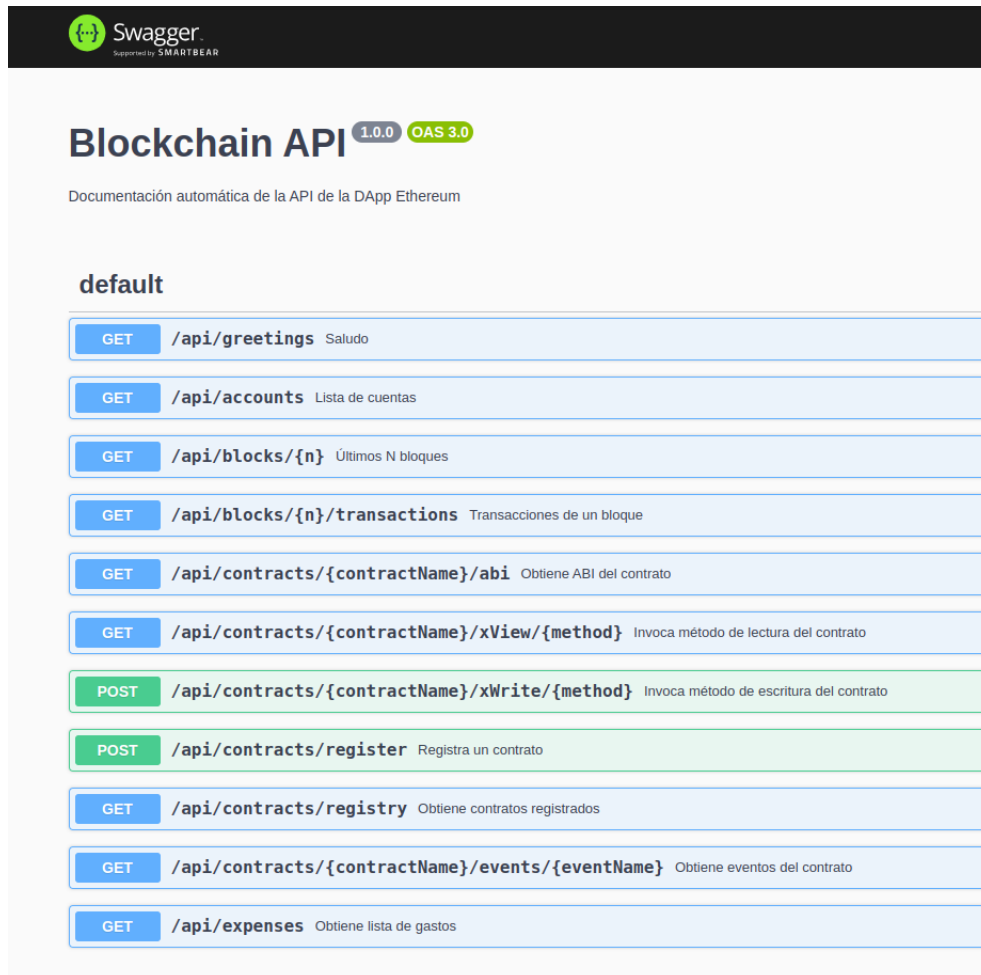 {···} Swagger.
Supported by SMARTBEAR
Blockchain API 1.0.0 OAS 3.0
Documentación automática de la API de la DApp Ethereum
default
GET /api/greetings Saludo
GET /api/accounts Lista de cuentas
GET /api/blocks/{n} Últimos N bloques
GET /api/blocks/{n}/transactions Transacciones de un bloque
GET /api/contracts/{contractName}/abi Obtiene ABI del contrato
GET /api/contracts/{contractName}/xView/{method} Invoca método de lectura del contrato
POST /api/contracts/{contractName}/xWrite/{method} Invoca método de escritura del contrato
POST /api/contracts/register Registra un contrato
GET /api/contracts/registry Obtiene contratos registrados
GET /api/contracts/{contractName}/events/{eventName} Obtiene eventos del contrato
GET /api/expenses Obtiene lista de gastos